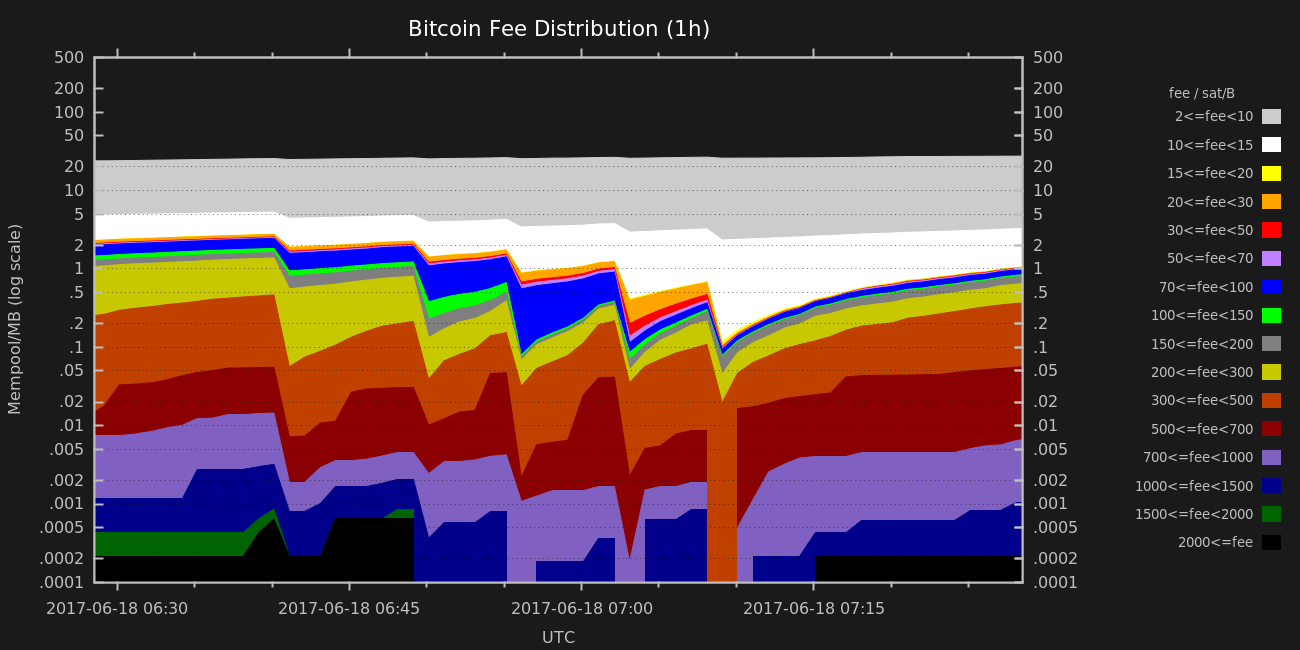 Bitcoin Fee Distribution (1h)
Mempool/MB (log scale)
500
200
100
50
20
10
5
2
1
.5
.2
.1
.05
.02
.01
.005
.002
.001
.0005
.0002
.0001
500
200
100
50
20
10
5
2
1
.5
.2
.1
.05
.02
.01
.005
.002
.001
.0005
.0002
.0001
2017-06-18 06:30
2017-06-18 06:45
2017-06-18 07:00
2017-06-18 07:15
UTC
fee / sat/B
2<=fee<10
10<=fee<15
15<=fee<20
20<=fee<30
30<=fee<50
50<=fee<70
70<=fee<100
100<=fee<150
150<=fee<200
200<=fee<300
300<=fee<500
500<=fee<700
700<=fee<1000
1000<=fee<1500
1500<=fee<2000
2000<=fee